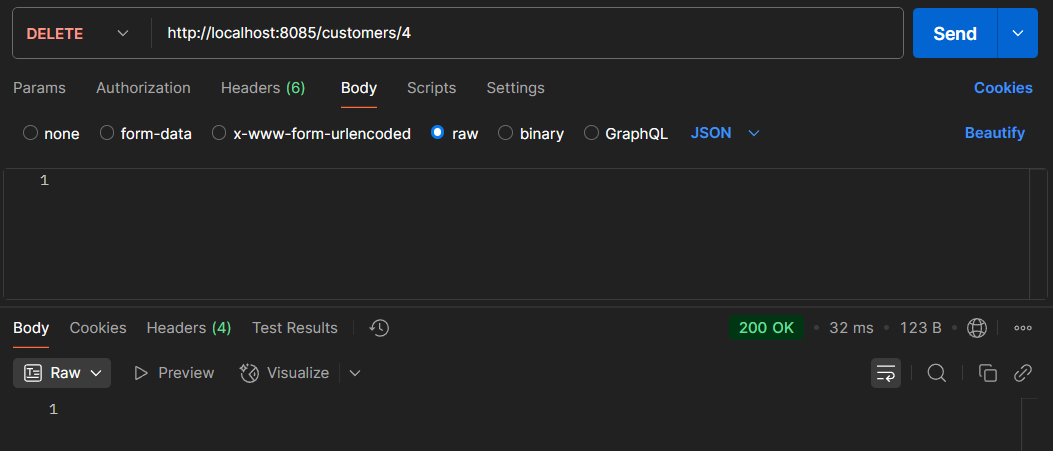 DELETE http://localhost:8085/customers/4 Send
Params Authorization Headers (6) Body Scripts Settings Cookies
none form-data x-www-form-urlencoded raw binary GraphQL JSON Beautify
1
Body Cookies Headers (4) Test Results 200 OK • 32 ms • 123 B •
Raw Preview Visualize
1